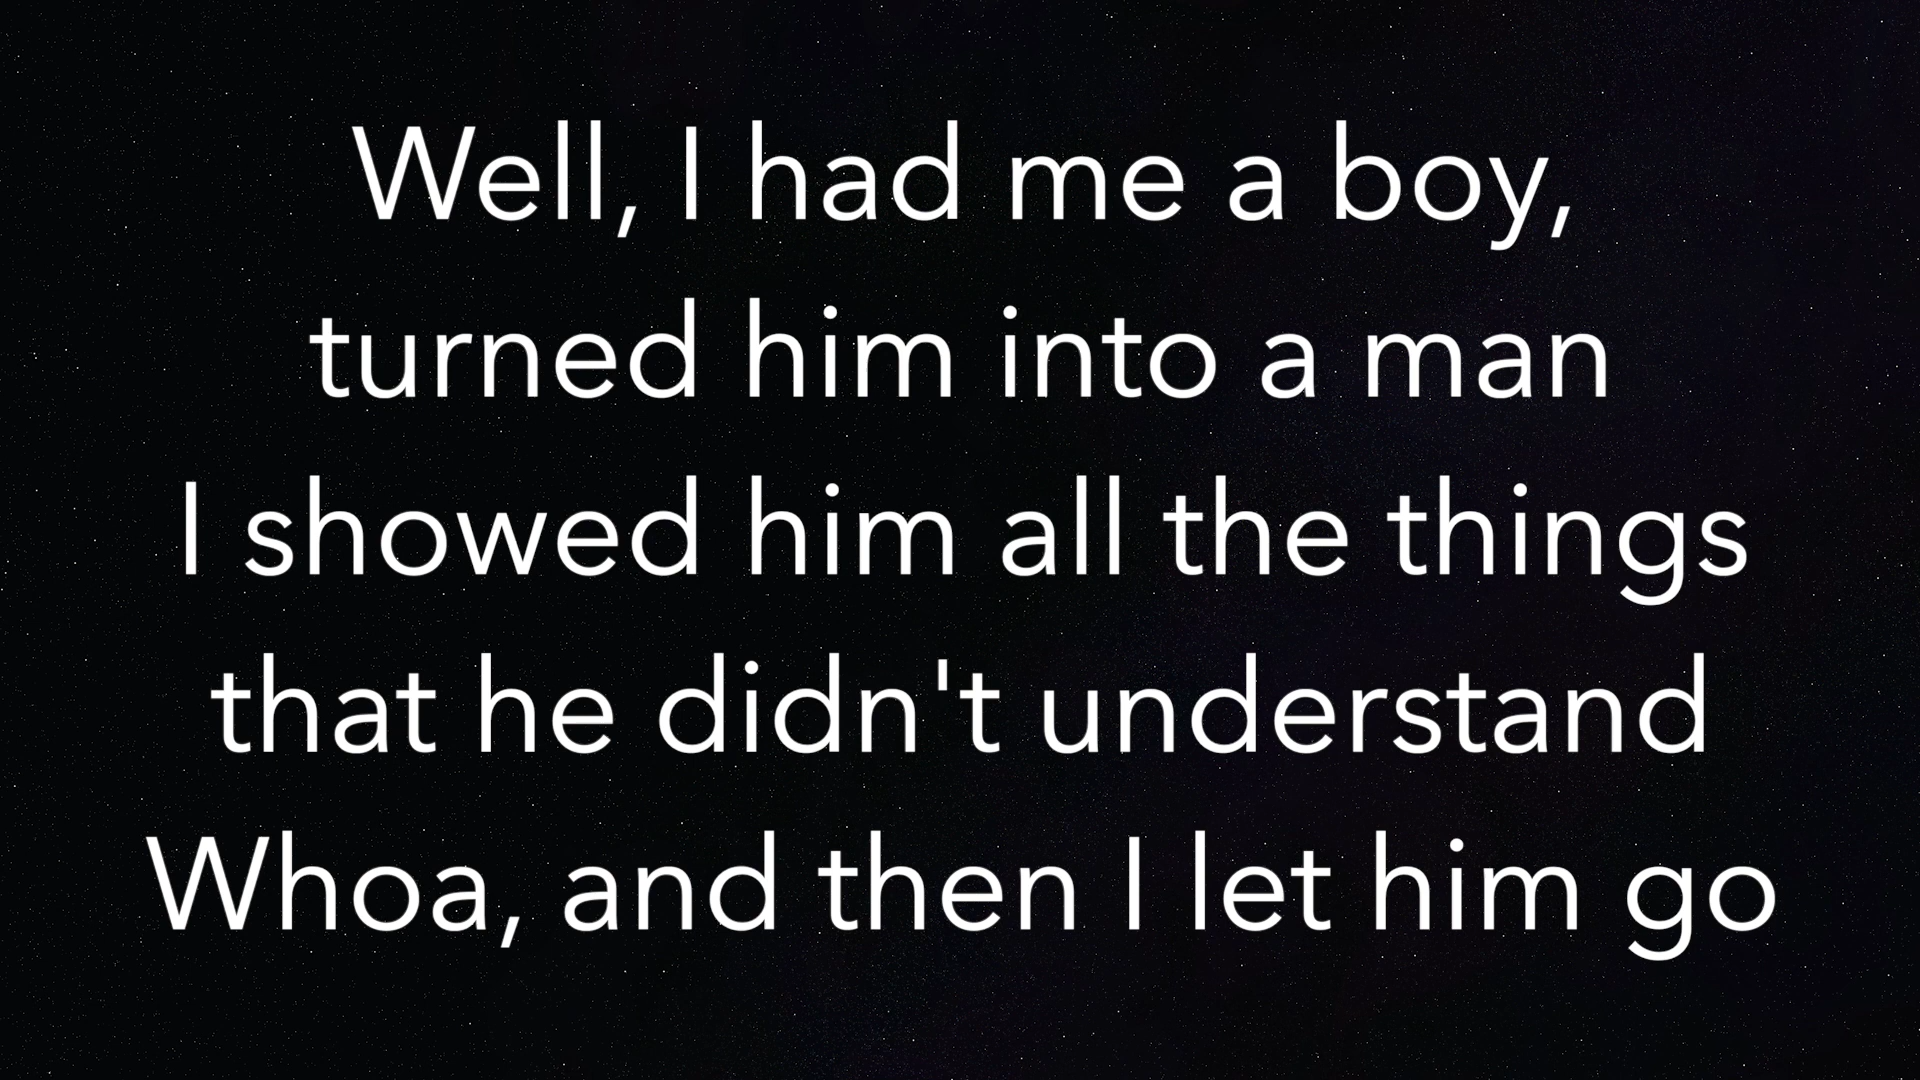 Well, I had me a boy,
turned him into a man
I showed him all the things
that he didn't understand
Whoa, and then I let him go